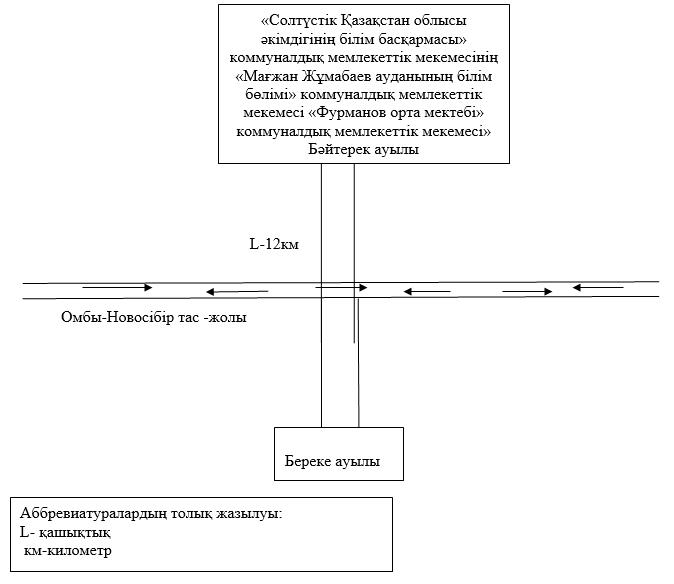 «Солтүстік Қазақстан облысы
әкімдігінің білім басқармасы»
коммуналдық мемлекеттік мекемесінің
«Мағжан Жұмабаев ауданының білім
бөлімі» коммуналдық мемлекеттік
мекемесі «Фурманов орта мектебі»
коммуналдық мемлекеттік мекемесі»
Бәйтерек ауылы
L-12км
Омбы-Новосібір тас -жолы
Береке ауылы
Аббревиатуралардың толық жазылуы:
L- қашықтық
км-километр